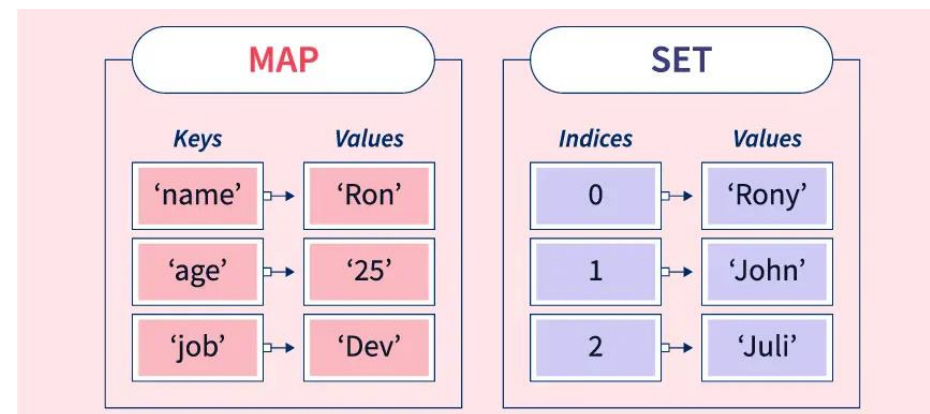 MAP
Keys Values
‘name’ ‘Ron’
‘age’ ‘25’
‘job’ ‘Dev’
SET
Indices Values
0 ‘Rony’
1 ‘John’
2 ‘Juli’